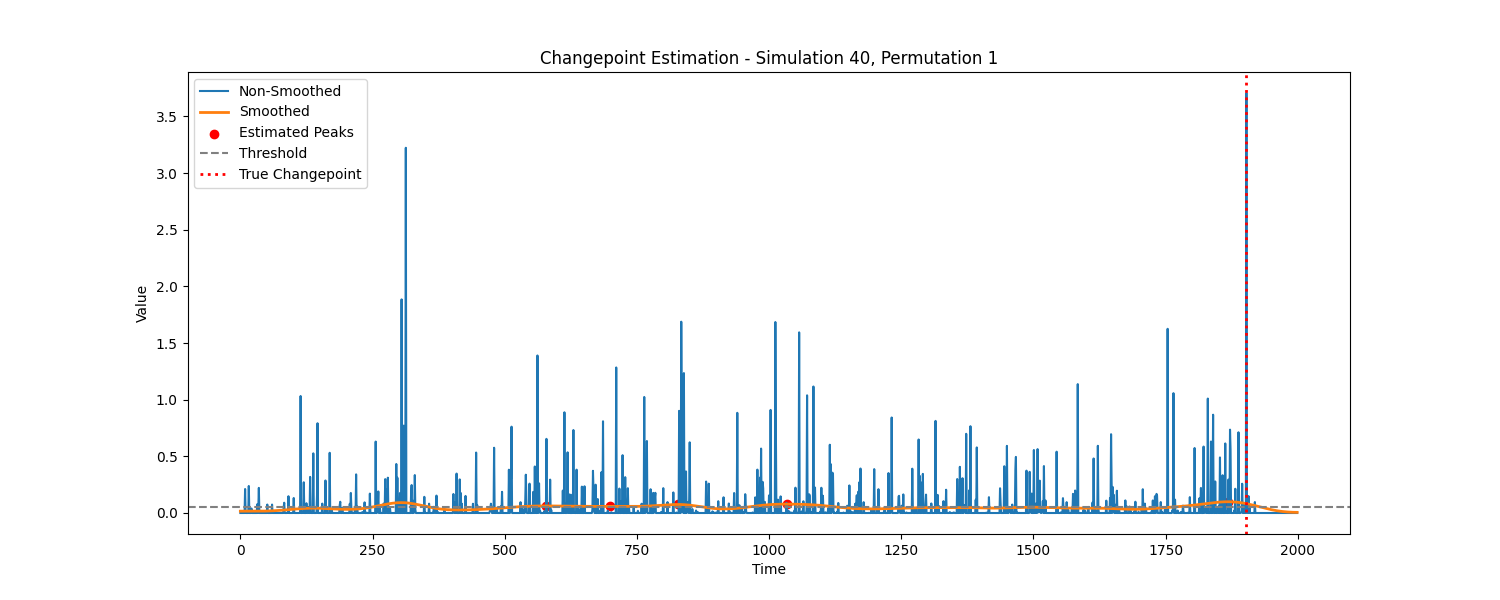 Changepoint Estimation - Simulation 40, Permutation 1
Non-Smoothed
Smoothed
Estimated Peaks
Threshold
True Changepoint
3.5
3.0
2.5
2.0
1.5
1.0
0.5
0.0
Value
0 250 500 750 1000 1250 1500 1750 2000
Time